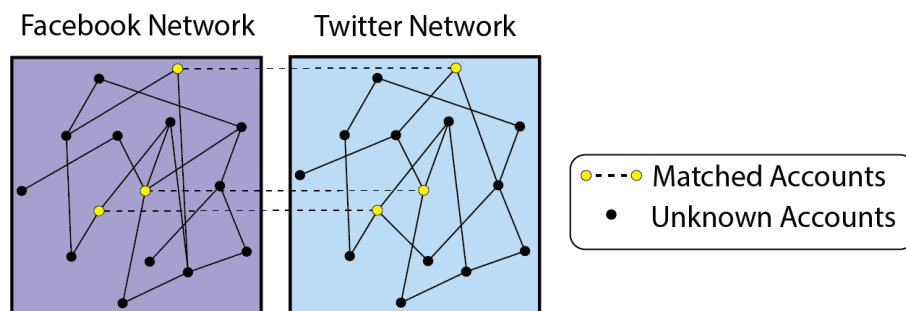 Facebook Network
Twitter Network
Matched Accounts
Unknown Accounts